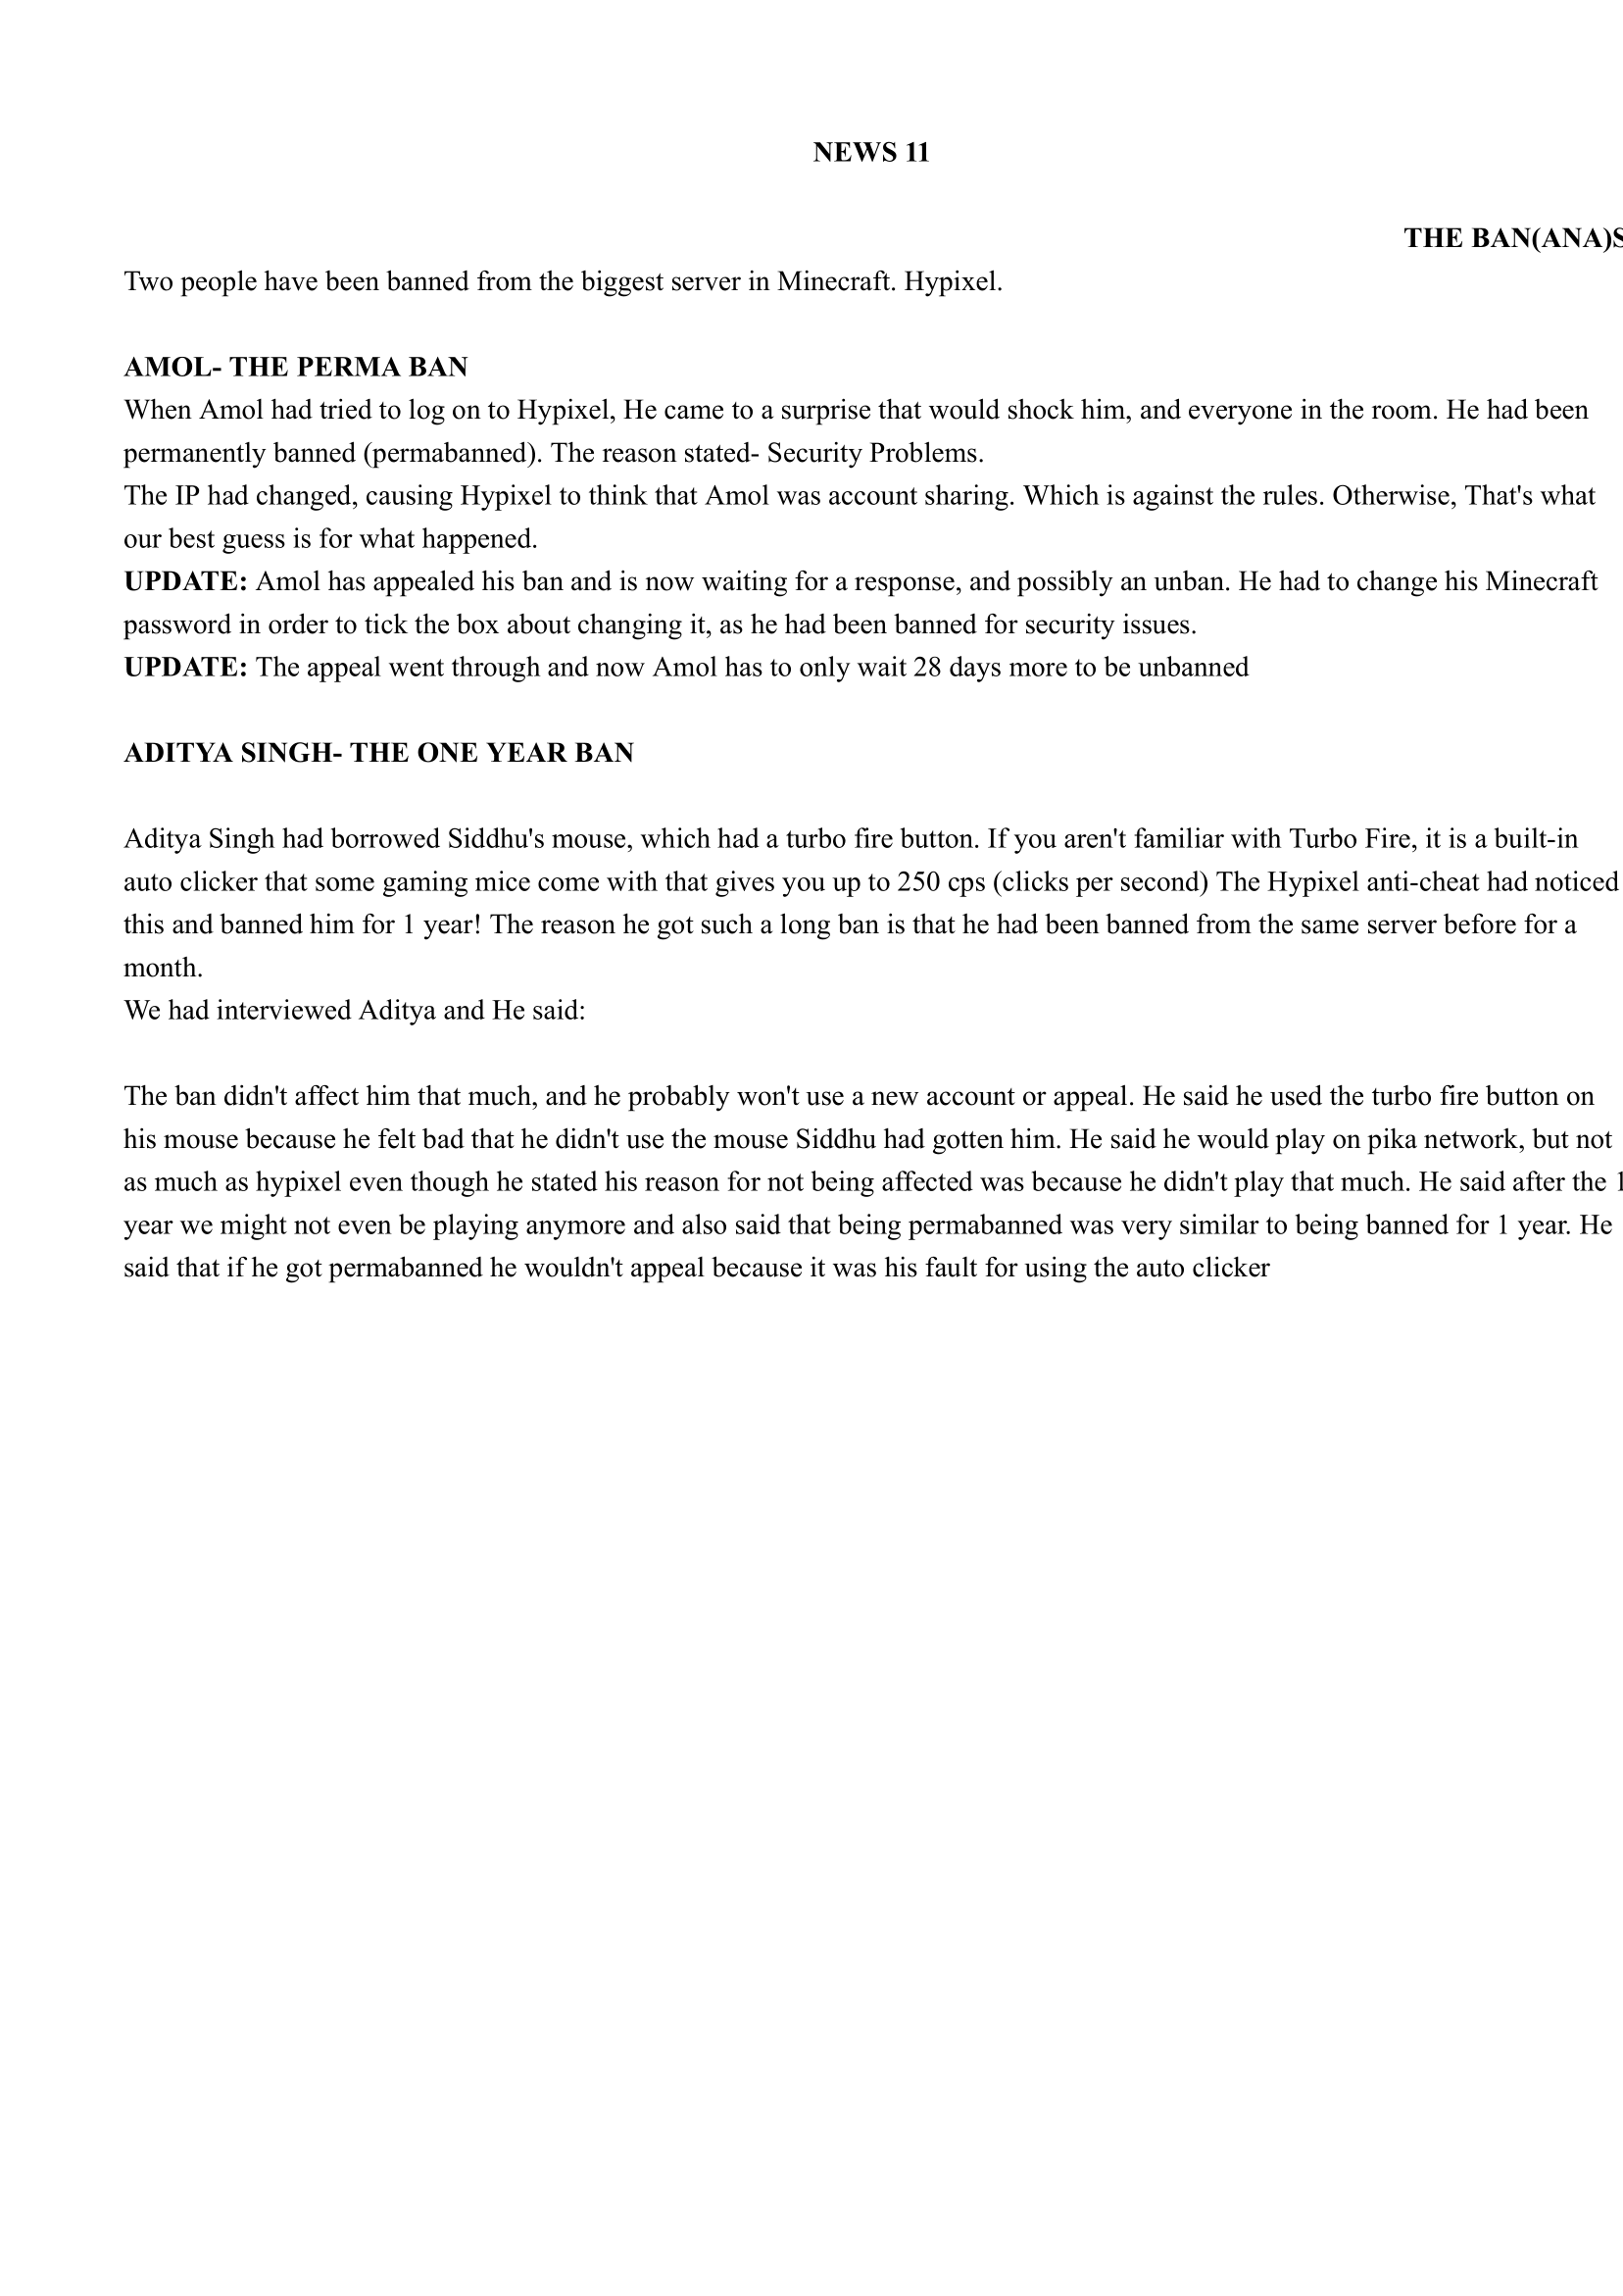 NEWS 11
THE BAN(ANA)S
Two people have been banned from the biggest server in Minecraft. Hypixel.
AMOL- THE PERMA BAN
When Amol had tried to log on to Hypixel, He came to a surprise that would shock him, and everyone in the room. He had been
permanently banned (permabanned). The reason stated- Security Problems.
The IP had changed, causing Hypixel to think that Amol was account sharing. Which is against the rules. Otherwise, That's what
our best guess is for what happened.
UPDATE: Amol has appealed his ban and is now waiting for a response, and possibly an unban. He had to change his Minecraft
password in order to tick the box about changing it, as he had been banned for security issues.
UPDATE: The appeal went through and now Amol has to only wait 28 days more to be unbanned
ADITYA SINGH- THE ONE YEAR BAN
Aditya Singh had borrowed Siddhu's mouse, which had a turbo fire button. If you aren't familiar with Turbo Fire, it is a built-in
auto clicker that some gaming mice come with that gives you up to 250 cps (clicks per second) The Hypixel anti-cheat had noticed
this and banned him for 1 year! The reason he got such a long ban is that he had been banned from the same server before for a
month.
We had interviewed Aditya and He said:
The ban didn't affect him that much, and he probably won't use a new account or appeal. He said he used the turbo fire button on
his mouse because he felt bad that he didn't use the mouse Siddhu had gotten him. He said he would play on pika network, but not
as much as hypixel even though he stated his reason for not being affected was because he didn't play that much. He said after the 1
year we might not even be playing anymore and also said that being permabanned was very similar to being banned for 1 year. He
said that if he got permabanned he wouldn't appeal because it was his fault for using the auto clicker